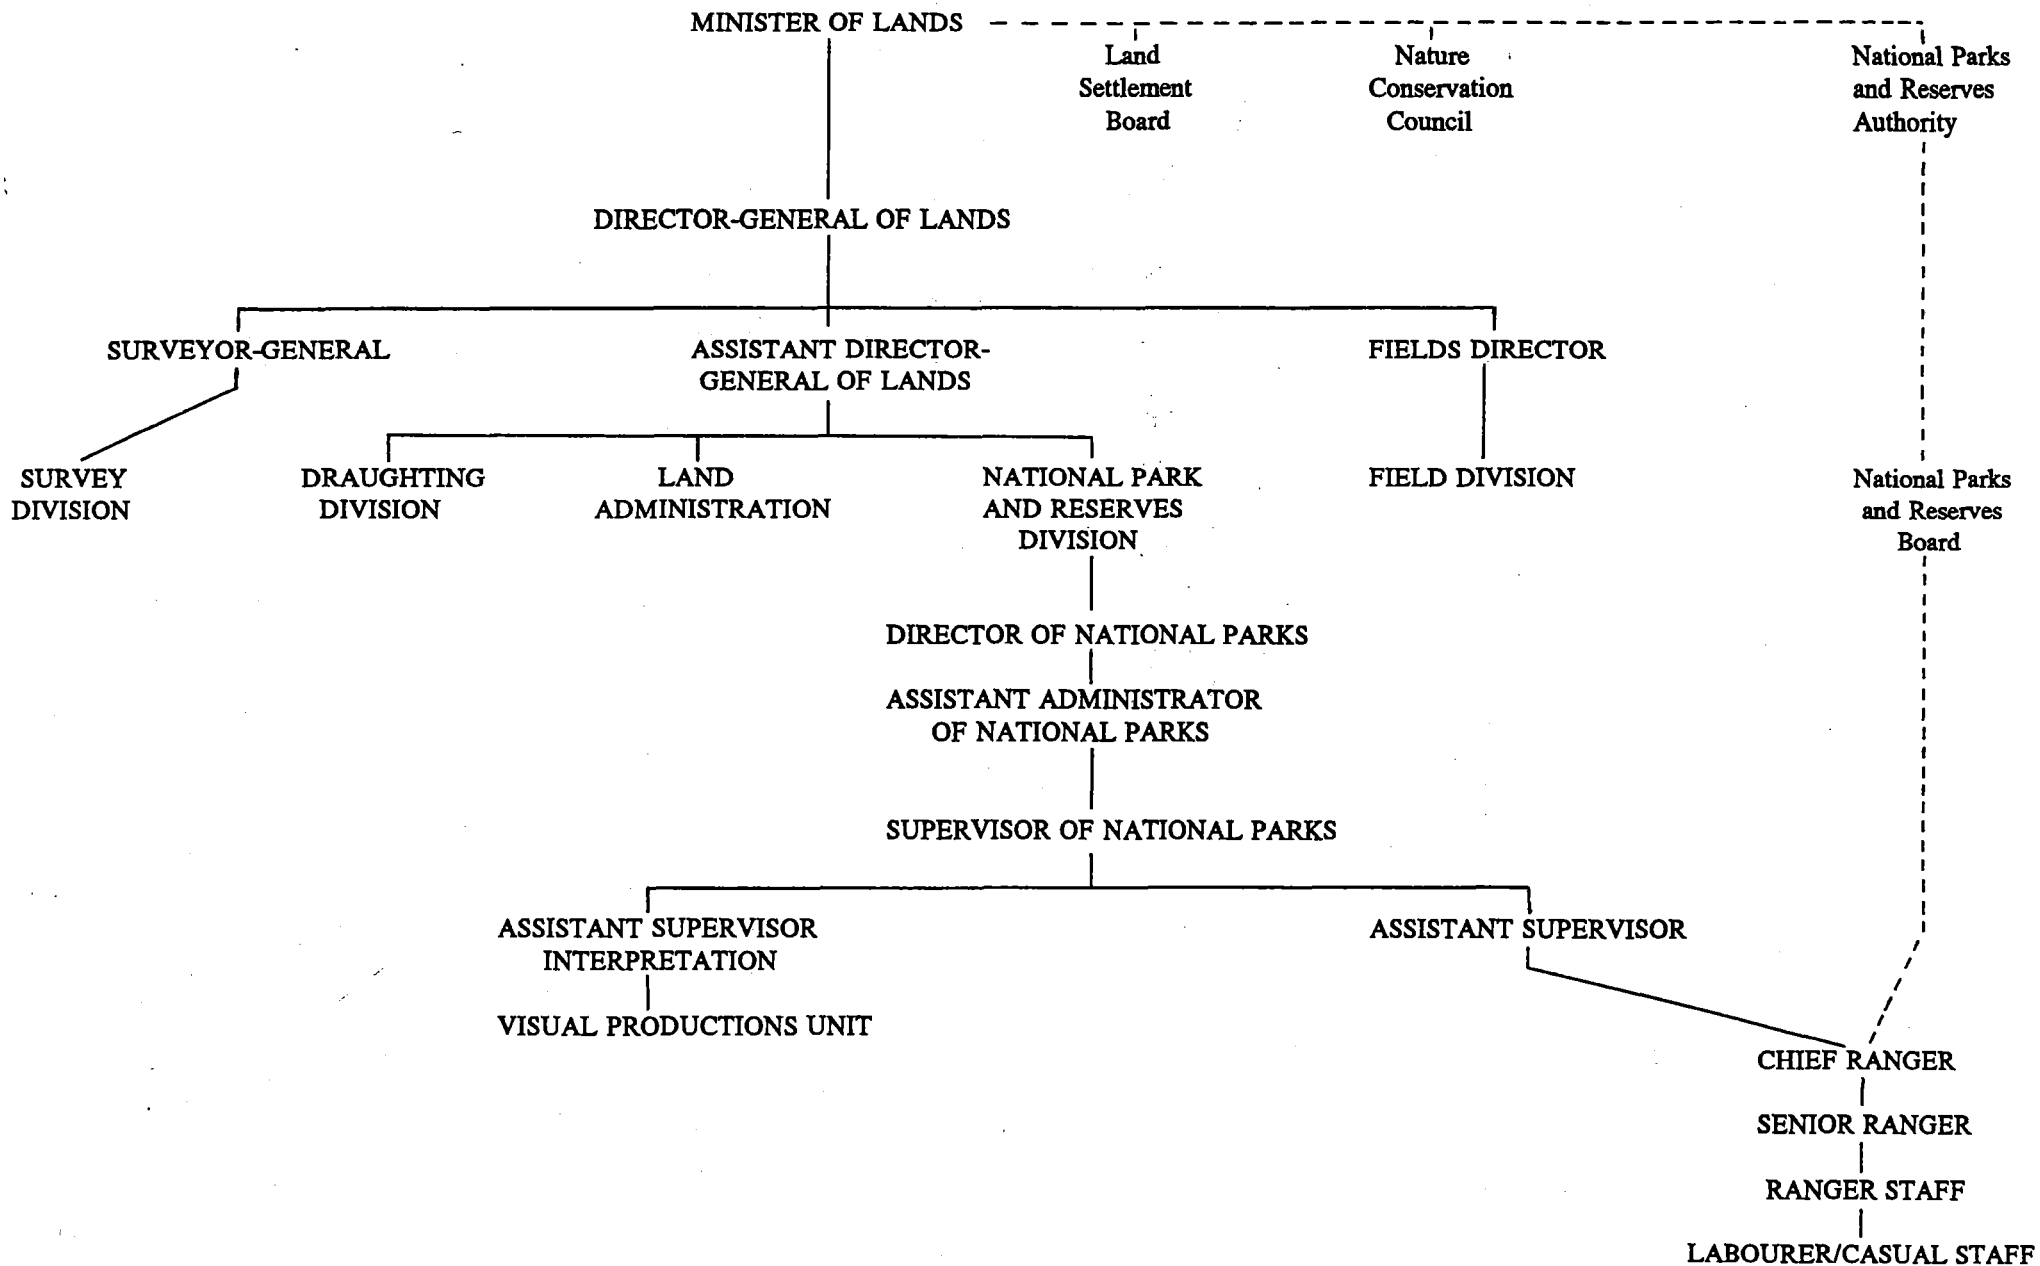 MINISTER OF LANDS
Land
Settlement
Board
Nature
Conservation
Council
National Parks
and Reserves
Authority
DIRECTOR-GENERAL OF LANDS
SURVEYOR-GENERAL
ASSISTANT DIRECTOR-
GENERAL OF LANDS
FIELDS DIRECTOR
SURVEY
DIVISION
DRAUGHTING
DIVISION
LAND
ADMINISTRATION
NATIONAL PARK
AND RESERVES
DIVISION
FIELD DIVISION
National Parks
and Reserves
Board
DIRECTOR OF NATIONAL PARKS
ASSISTANT ADMINISTRATOR
OF NATIONAL PARKS
SUPERVISOR OF NATIONAL PARKS
ASSISTANT SUPERVISOR
INTERPRETATION
ASSISTANT SUPERVISOR
VISUAL PRODUCTIONS UNIT
CHIEF RANGER
SENIOR RANGER
RANGER STAFF
LABOURER/CASUAL STAFF